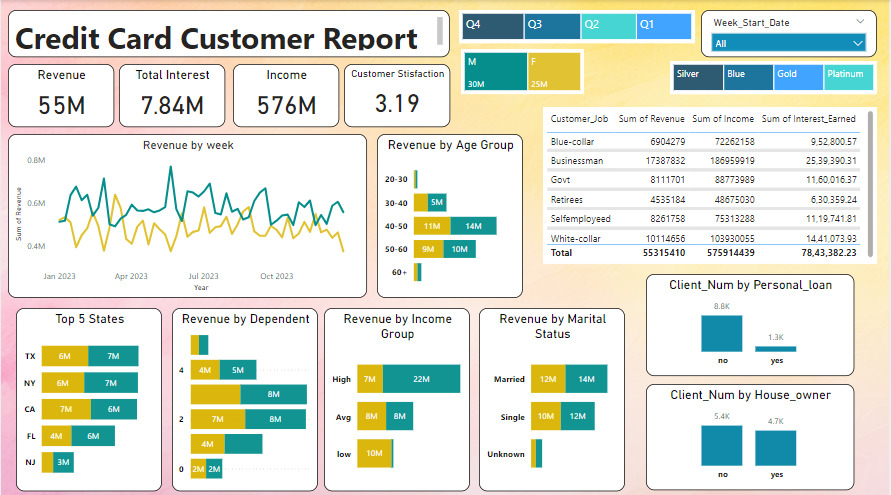 Credit Card Customer Report
Q4 Q3 Q2 Q1
Week_Start_Date
All
M F
30M 25M
Silver Blue Gold Platinum
Revenue
55M
Total Interest
7.84M
Income
576M
Customer Stisfaction
3.19
Revenue by week
0.8M
0.6M
0.4M
Sum of Revenue
Jan 2023 Apr 2023 Jul 2023 Oct 2023
Year
Revenue by Age Group
20-30
30-40 5M
40-50 11M 14M
50-60 9M 10M
60+
Customer_Job Sum of Revenue Sum of Income Sum of Interest_Earned
Blue-collar 6904279 72262158 9,52,800.57
Businesman 17387832 186959919 25,39,390.31
Govt 8111701 88773989 11,60,016.37
Retirees 4535184 48675030 6,30,359.24
Selfemployeed 8261758 75313288 11,19,741.81
White-collar 10114656 103930055 14,41,073.93
Total 55315410 575914439 78,43,382.23
Top 5 States
TX 6M 7M
NY 6M 7M
CA 7M 6M
FL 4M 6M
NJ 3M
Revenue by Dependent
4 4M 5M
8M
2 7M 8M
4M
0 2M 2M
Revenue by Income
Group
High 7M 22M
Avg 8M 8M
low 10M
Revenue by Marital
Status
Married 12M 14M
Single 10M 12M
Unknown
Client_Num by Personal_loan
8.8K
1.3K
no yes
Client_Num by House_owner
5.4K
4.7K
no yes